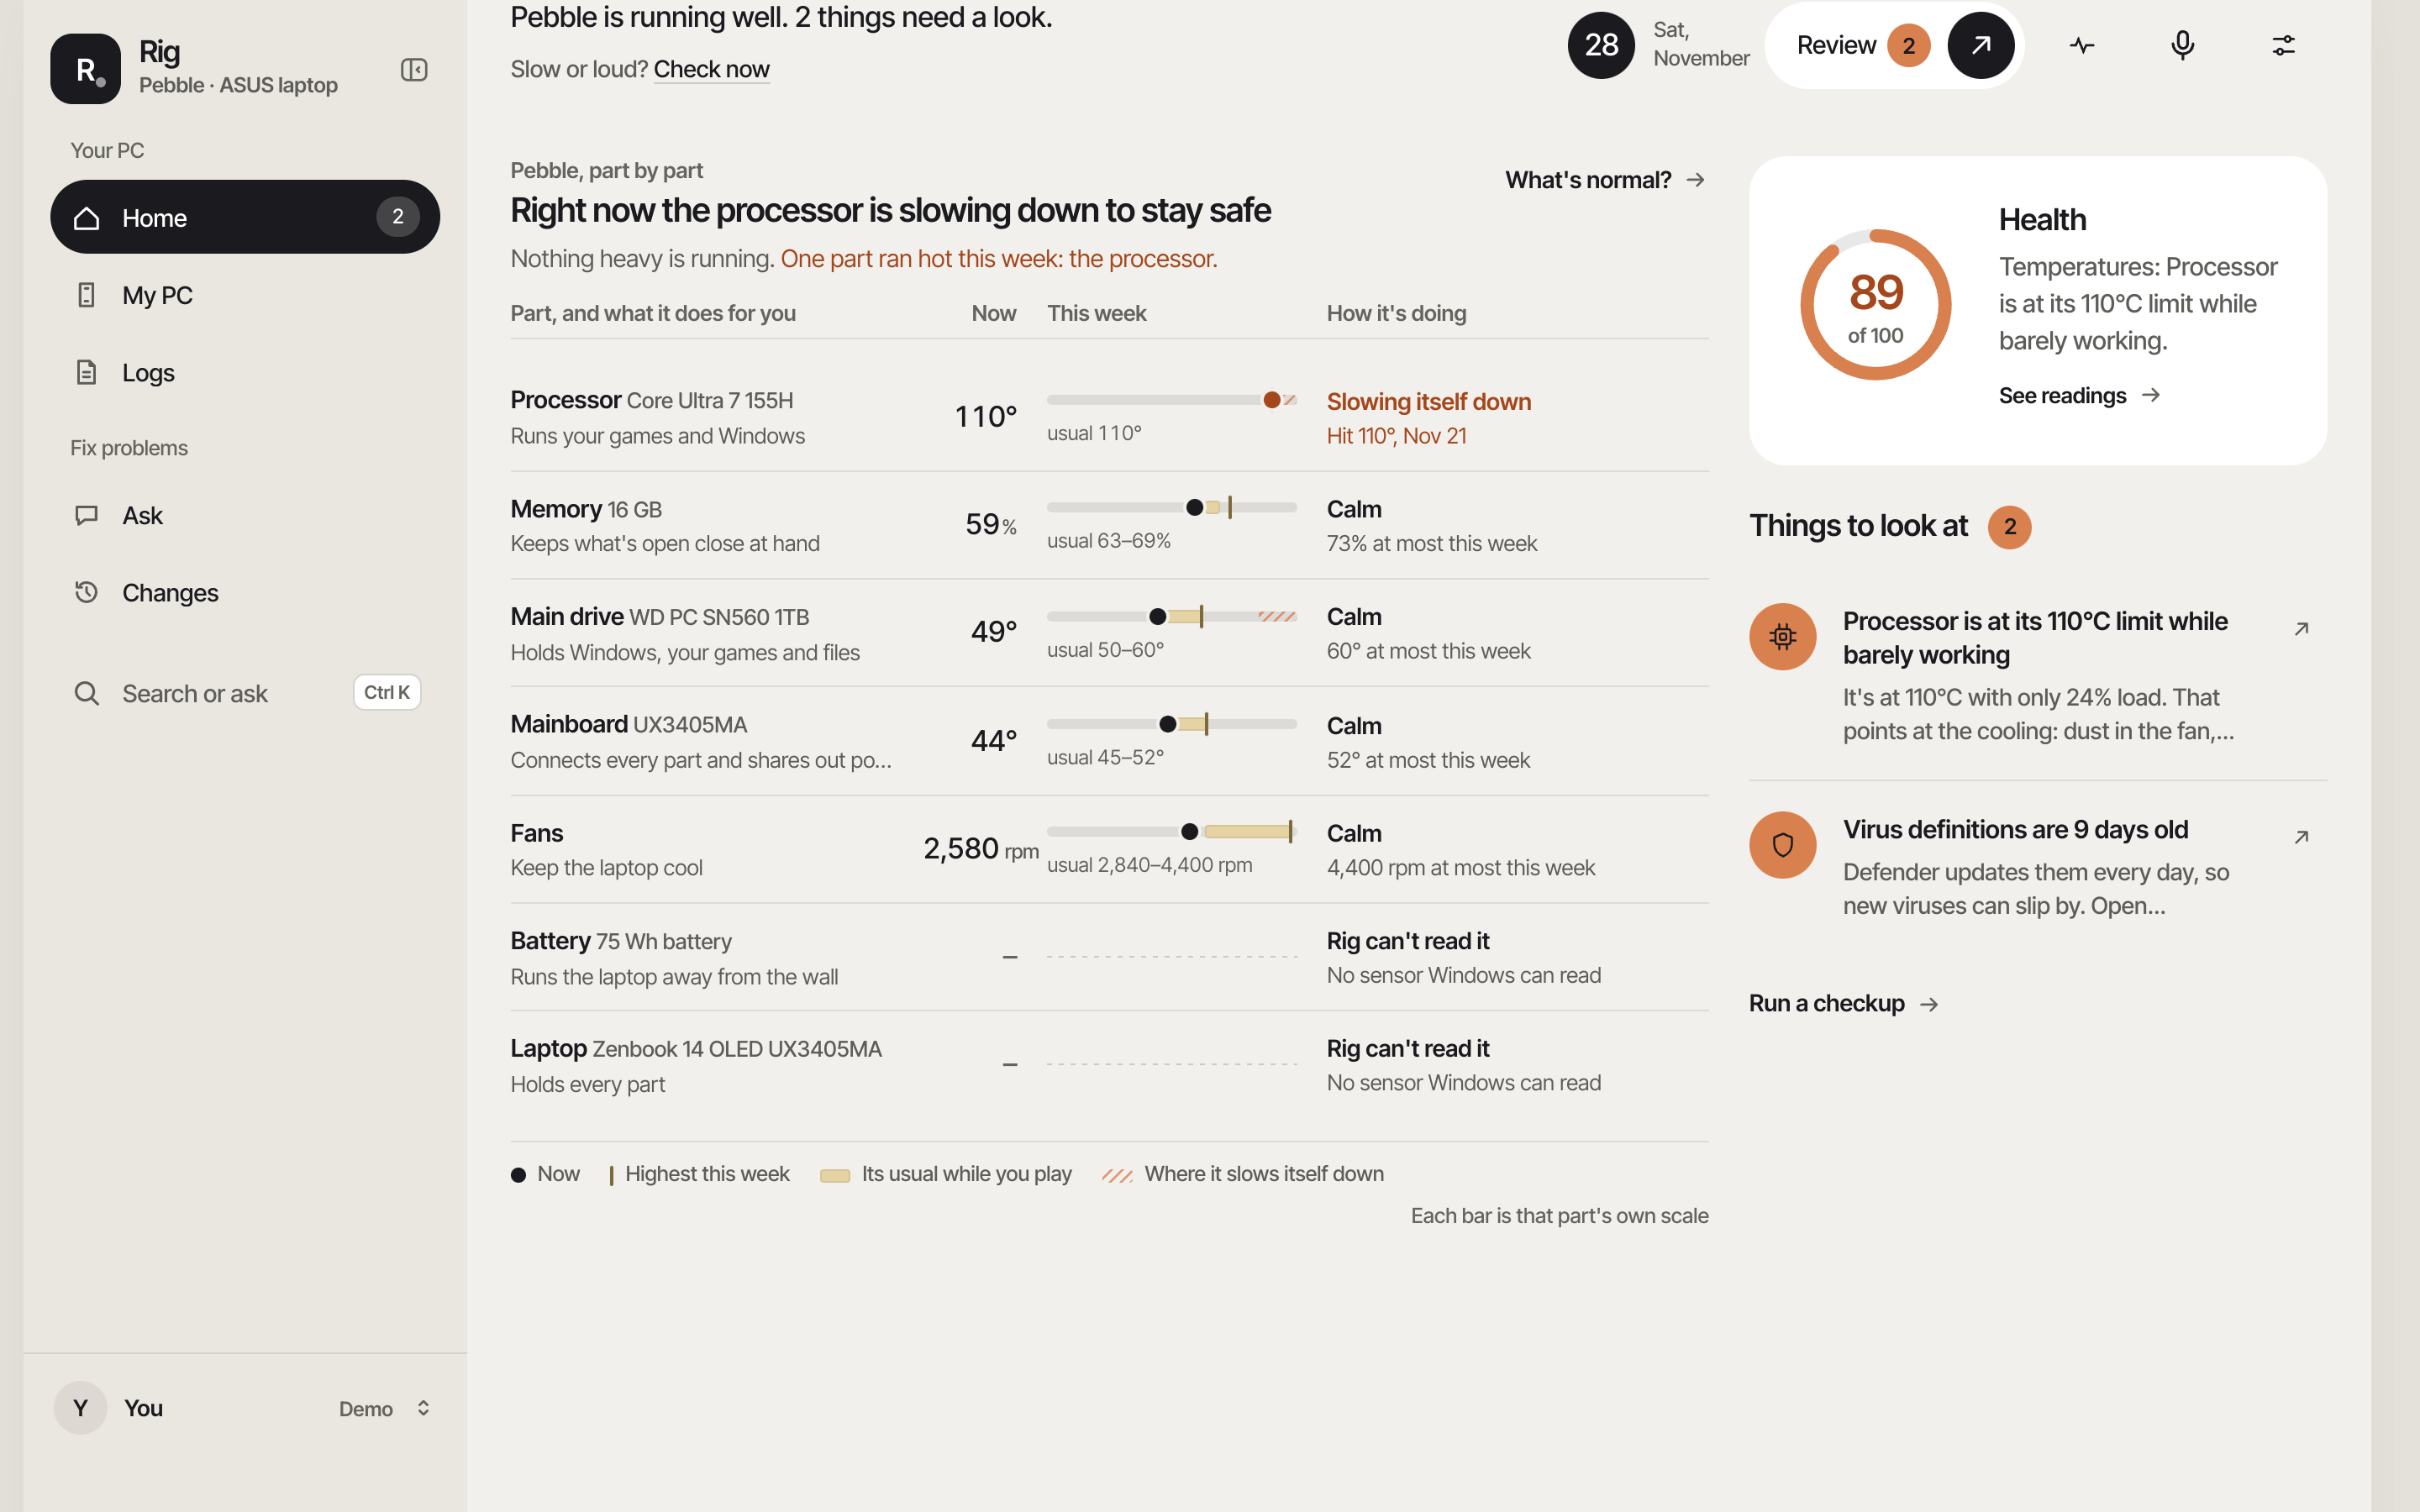 R.
Rig
Pebble · ASUS laptop
Your PC
Home 2
My PC
Logs
Fix problems
Ask
Changes
Search or ask Ctrl K
Y You Demo
Pebble is running well. 2 things need a look.
Slow or loud? Check now
28 Sat,
November
Review 2
Pebble, part by part
Right now the processor is slowing down to stay safe
What's normal?
Nothing heavy is running. One part ran hot this week: the processor.
Part, and what it does for you Now This week How it's doing
Processor Core Ultra 7 155H
Runs your games and Windows
110°
usual 110°
Slowing itself down
Hit 110°, Nov 21
Memory 16 GB
Keeps what's open close at hand
59%
usual 63–69%
Calm
73% at most this week
Main drive WD PC SN560 1TB
Holds Windows, your games and files
49°
usual 50–60°
Calm
60° at most this week
Mainboard UX3405MA
Connects every part and shares out po...
44°
usual 45–52°
Calm
52° at most this week
Fans
Keep the laptop cool
2,580 rpm
usual 2,840–4,400 rpm
Calm
4,400 rpm at most this week
Battery 75 Wh battery
Runs the laptop away from the wall
–
Rig can't read it
No sensor Windows can read
Laptop Zenbook 14 OLED UX3405MA
Holds every part
–
Rig can't read it
No sensor Windows can read
Now Highest this week Its usual while you play Where it slows itself down
Each bar is that part's own scale
89
of 100
Health
Temperatures: Processor
is at its 110°C limit while
barely working.
See readings
Things to look at 2
Processor is at its 110°C limit while
barely working
It's at 110°C with only 24% load. That
points at the cooling: dust in the fan,...
Virus definitions are 9 days old
Defender updates them every day, so
new viruses can slip by. Open...
Run a checkup